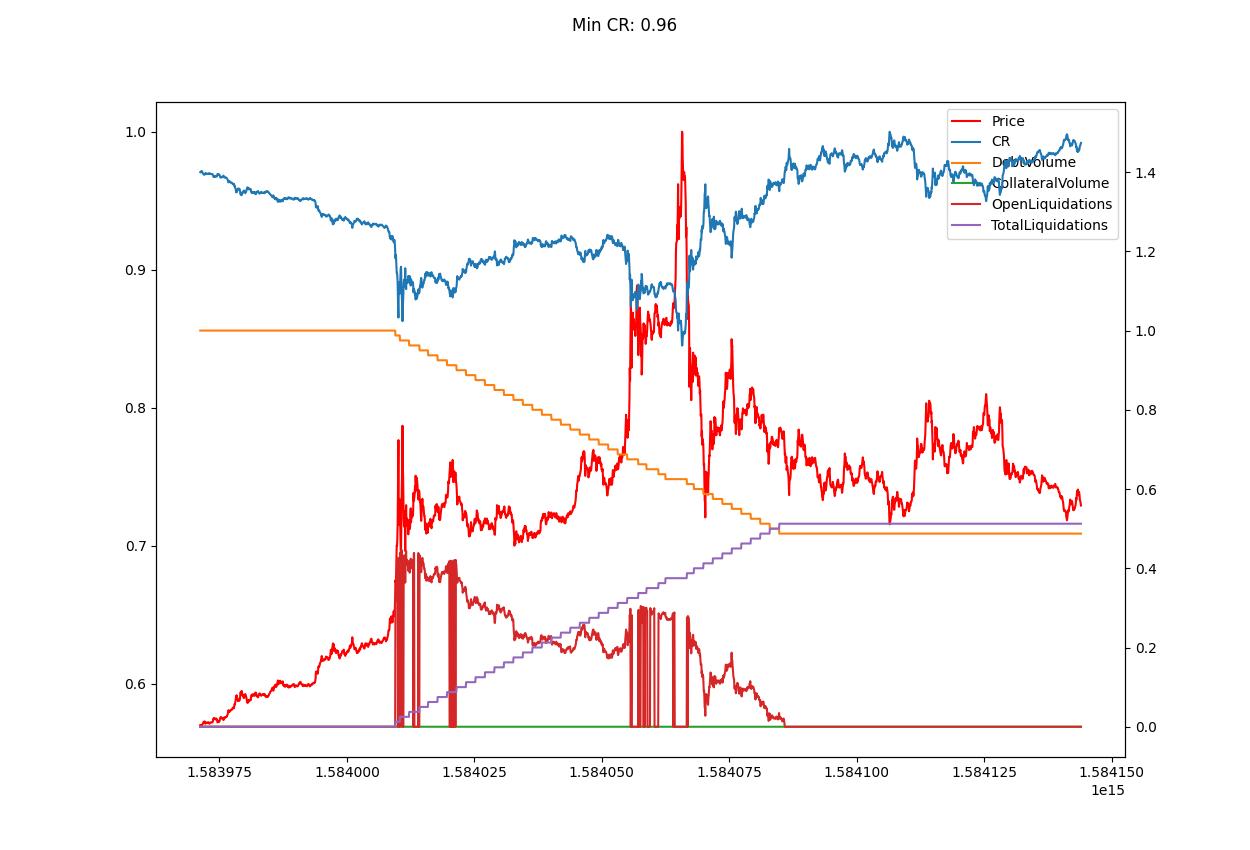 Min CR: 0.96
Price
CR
DebtVolume
CollateralVolume
OpenLiquidations
TotalLiquidations
1.0
0.9
0.8
0.7
0.6
1.4
1.2
1.0
0.8
0.6
0.4
0.2
0.0
1.583975 1.584000 1.584025 1.584050 1.584075 1.584100 1.584125 1.584150
1e15